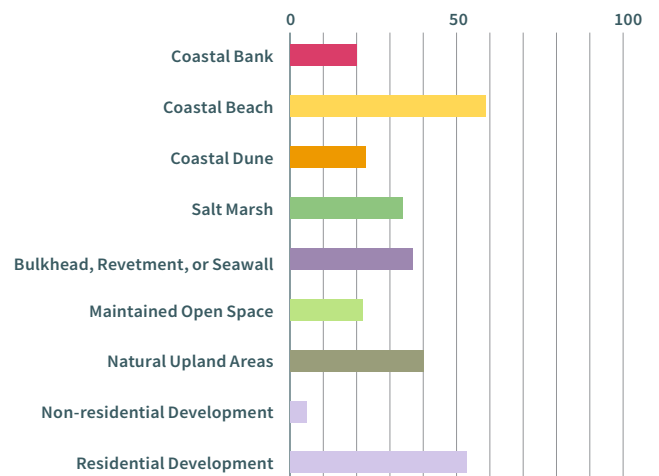 0 50 100
Coastal Bank
Coastal Beach
Coastal Dune
Salt Marsh
Bulkhead, Revetment, or Seawall
Maintained Open Space
Natural Upland Areas
Non-residential Development
Residential Development